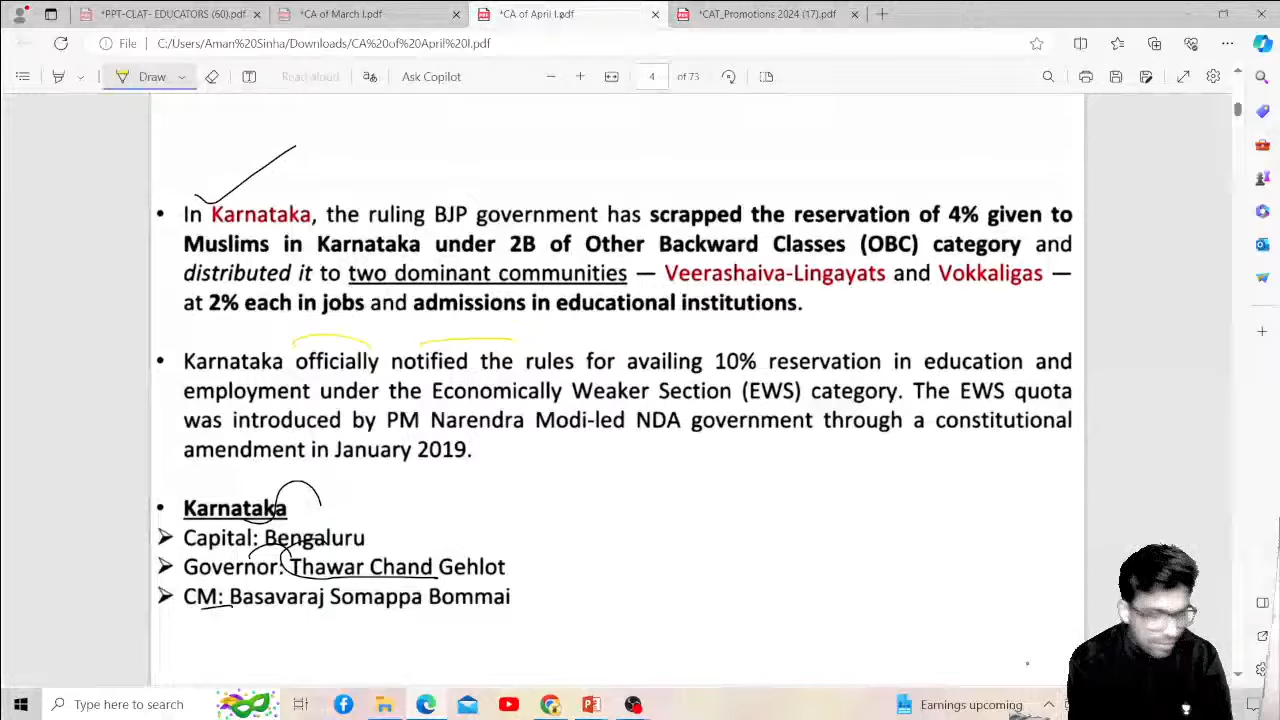 *PPT-CLAT- EDUCATORS (60).pdf
*CA of March I.pdf
*CA of April I.pdf
*CAT_Promotions 2024 (17).pdf
File C:/Users/Aman%20Sinha/Downloads/CA%20of%20April%20I.pdf
Draw Read aloud Ask Copilot 4 of 73
• In Karnataka, the ruling BJP government has scrapped the reservation of 4% given to
Muslims in Karnataka under 2B of Other Backward Classes (OBC) category and
distributed it to two dominant communities — Veerashaiva-Lingayats and Vokkaligas —
at 2% each in jobs and admissions in educational institutions.
• Karnataka officially notified the rules for availing 10% reservation in education and
employment under the Economically Weaker Section (EWS) category. The EWS quota
was introduced by PM Narendra Modi-led NDA government through a constitutional
amendment in January 2019.
• Karnataka
➢ Capital: Bengaluru
➢ Governor: Thawar Chand Gehlot
➢ CM: Basavaraj Somappa Bommai
Type here to search
Earnings upcoming